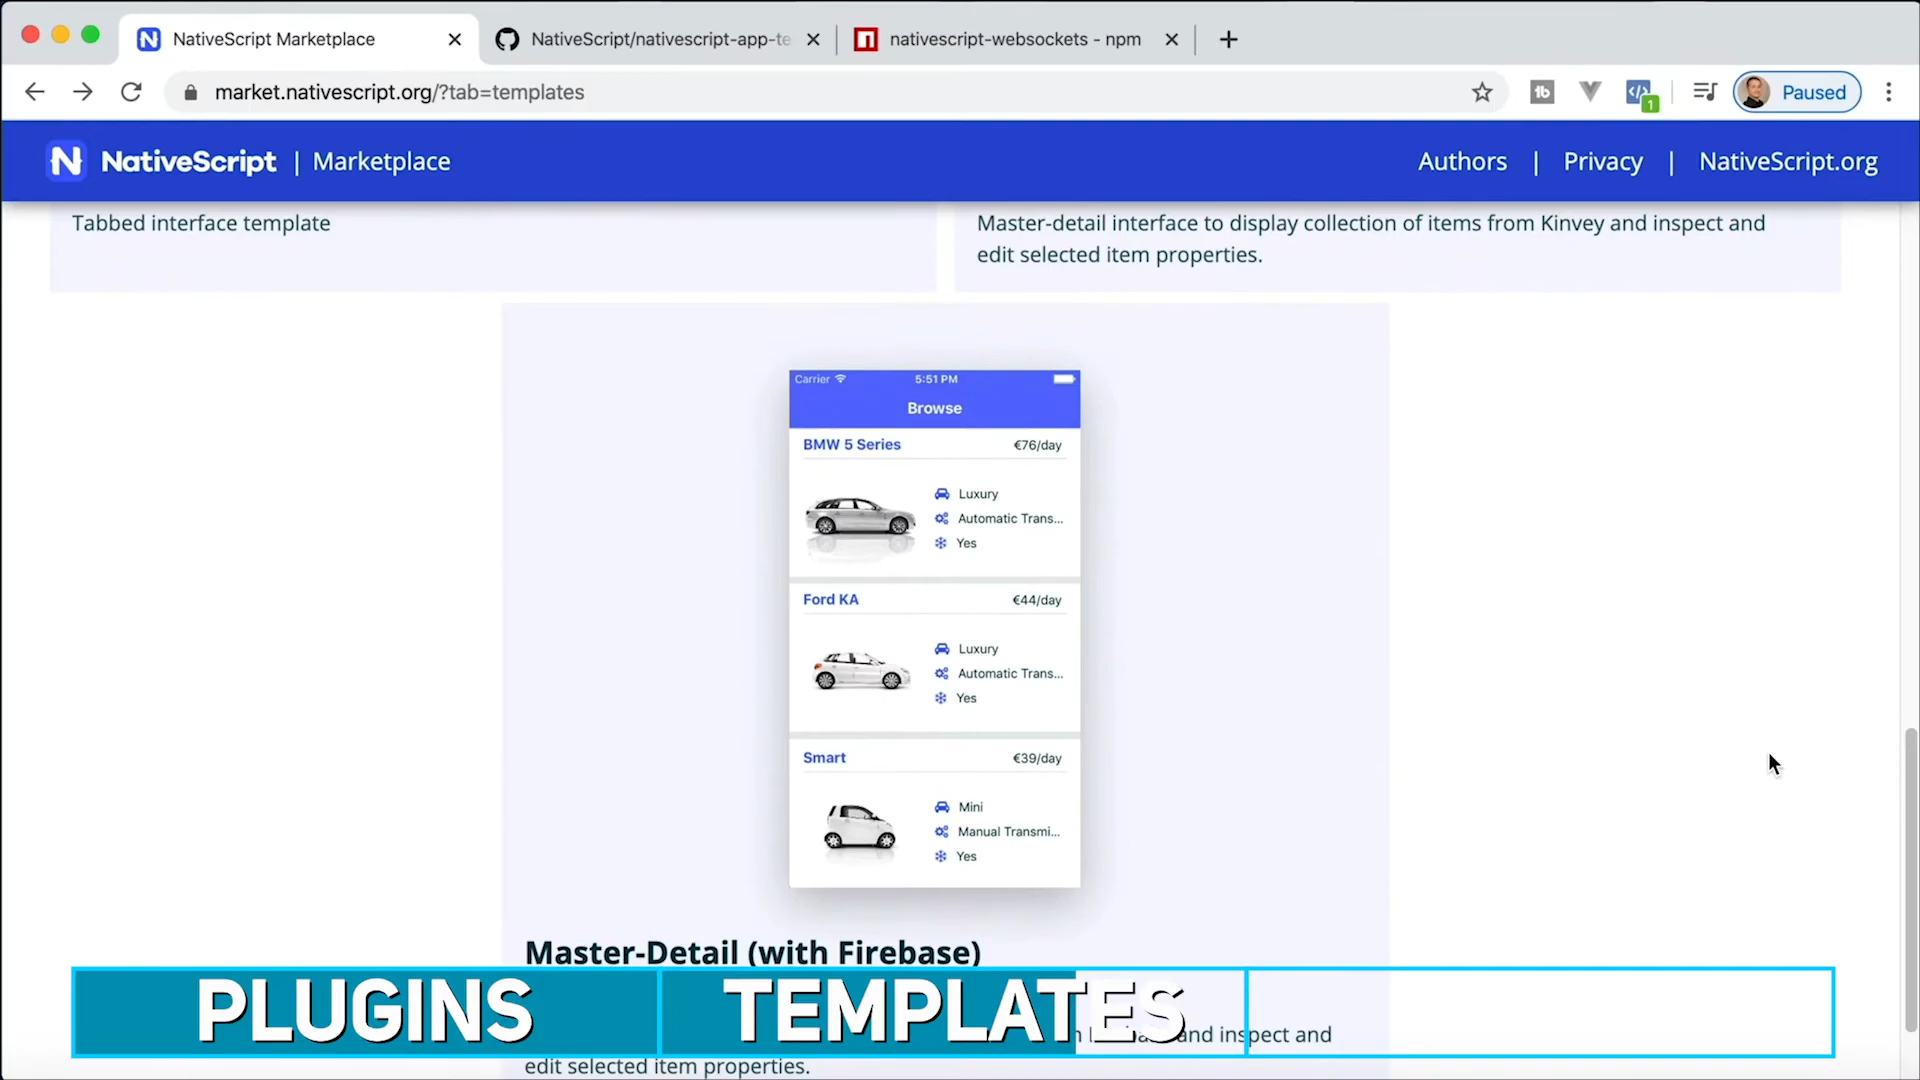 NativeScript Marketplace
NativeScript/nativescript-app-te
nativescript-websockets - npm
market.nativescript.org/?tab=templates
tb
1
Paused
N NativeScript | Marketplace
Authors | Privacy | NativeScript.org
Tabbed interface template
Master-detail interface to display collection of items from Kinvey and inspect and
edit selected item properties.
Carrier 5:51 PM
Browse
BMW 5 Series €76/day
Luxury
Automatic Trans...
Yes
Ford KA €44/day
Luxury
Automatic Trans...
Yes
Smart €39/day
Mini
Manual Transmi...
Yes
Master-Detail (with Firebase)
PLUGINS TEMPLATES
and inspect and
edit selected item properties.